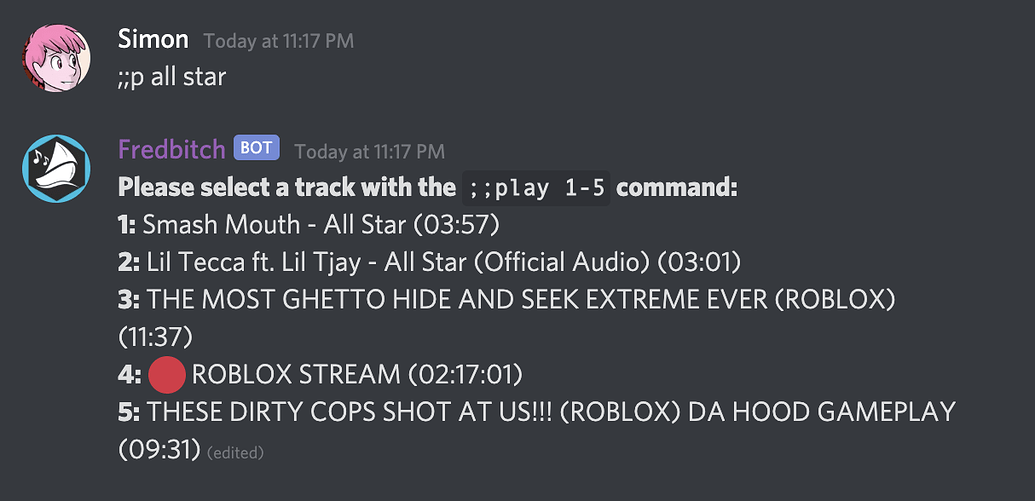 Simon Today at 11:17 PM
;;p all star
Fredbitch BOT Today at 11:17 PM
Please select a track with the ;;play 1-5 command:
1: Smash Mouth - All Star (03:57)
2: Lil Tecca ft. Lil Tjay - All Star (Official Audio) (03:01)
3: THE MOST GHETTO HIDE AND SEEK EXTREME EVER (ROBLOX)
(11:37)
4: 🔴 ROBLOX STREAM (02:17:01)
5: THESE DIRTY COPS SHOT AT US!!! (ROBLOX) DA HOOD GAMEPLAY
(09:31) (edited)